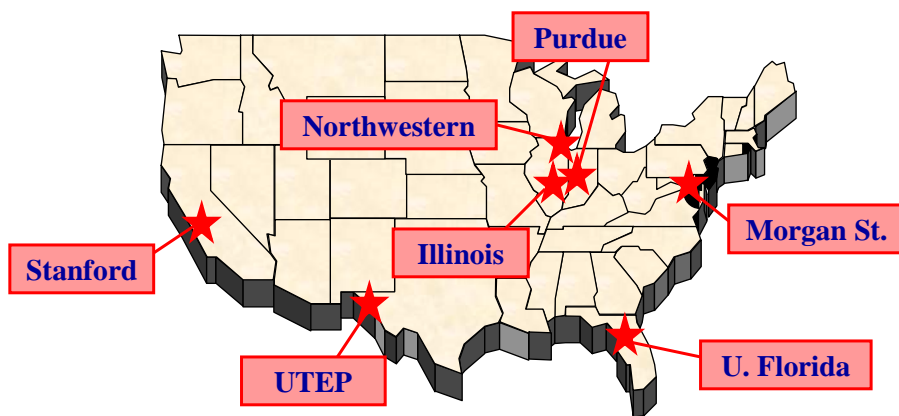 Purdue
Northwestern
Morgan St.
Illinois
Stanford
U. Florida
UTEP